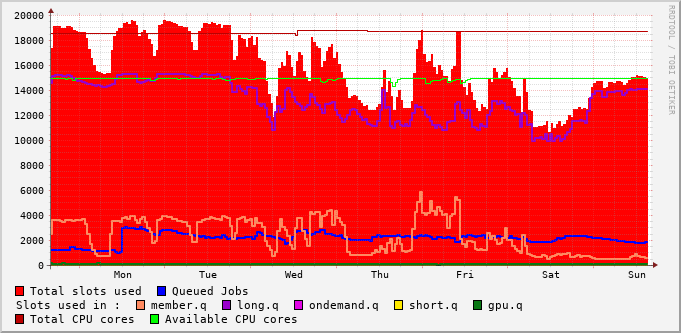 20000
18000
16000
14000
12000
10000
8000
6000
4000
2000
0
Mon Tue Wed Thu Fri Sat Sun
RRDTOOL / TOBI OETIKER
Total slots used Queued Jobs
Slots used in : member.q long.q ondemand.q short.q gpu.q
Total CPU cores Available CPU cores